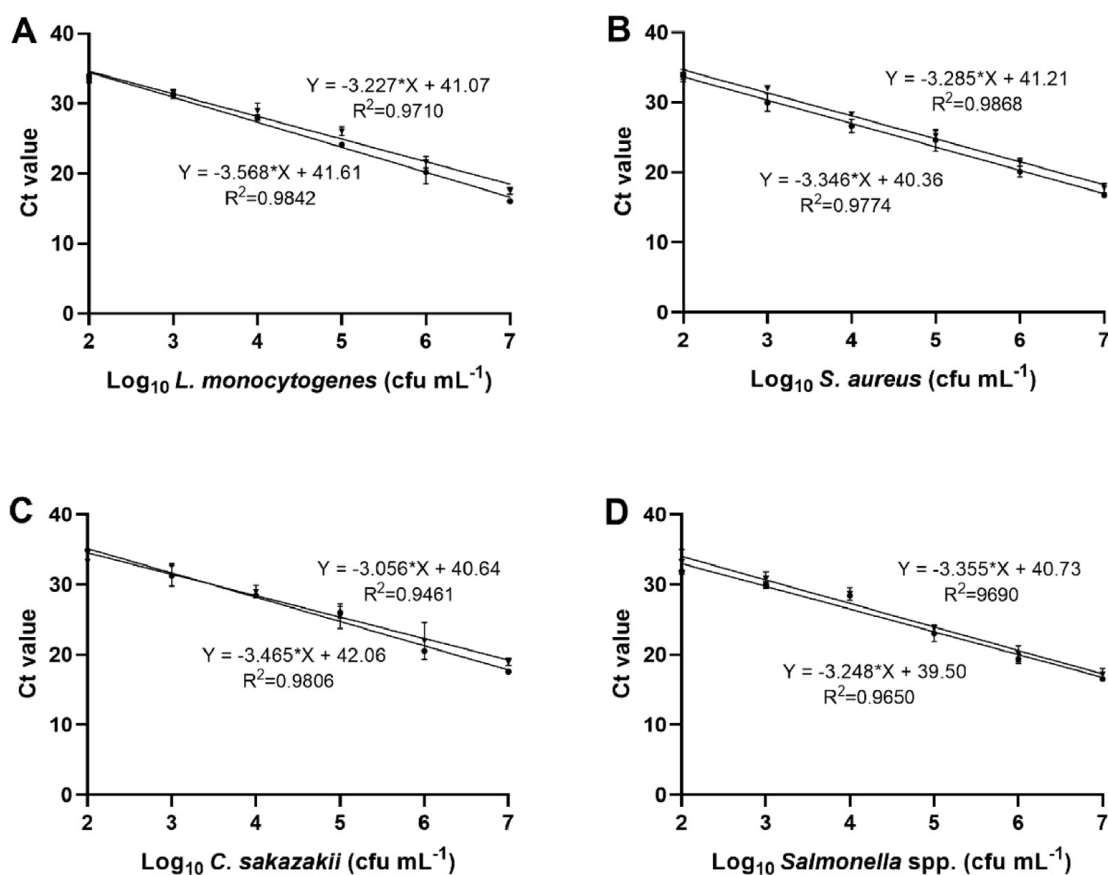 A
Ct value
40
30
20
10
0
Y = -3.227*X + 41.07
R²=0.9710
Y = -3.568*X + 41.61
R²=0.9842
2 3 4 5 6 7
Log₁₀ L. monocytogenes (cfu mL⁻¹)
B
Ct value
40
30
20
10
0
Y = -3.285*X + 41.21
R²=0.9868
Y = -3.346*X + 40.36
R²=0.9774
2 3 4 5 6 7
Log₁₀ S. aureus (cfu mL⁻¹)
C
Ct value
40
30
20
10
0
Y = -3.056*X + 40.64
R²=0.9461
Y = -3.465*X + 42.06
R²=0.9806
2 3 4 5 6 7
Log₁₀ C. sakazakii (cfu mL⁻¹)
D
Ct value
40
30
20
10
0
Y = -3.355*X + 40.73
R²=9690
Y = -3.248*X + 39.50
R²=0.9650
2 3 4 5 6 7
Log₁₀ Salmonella spp. (cfu mL⁻¹)